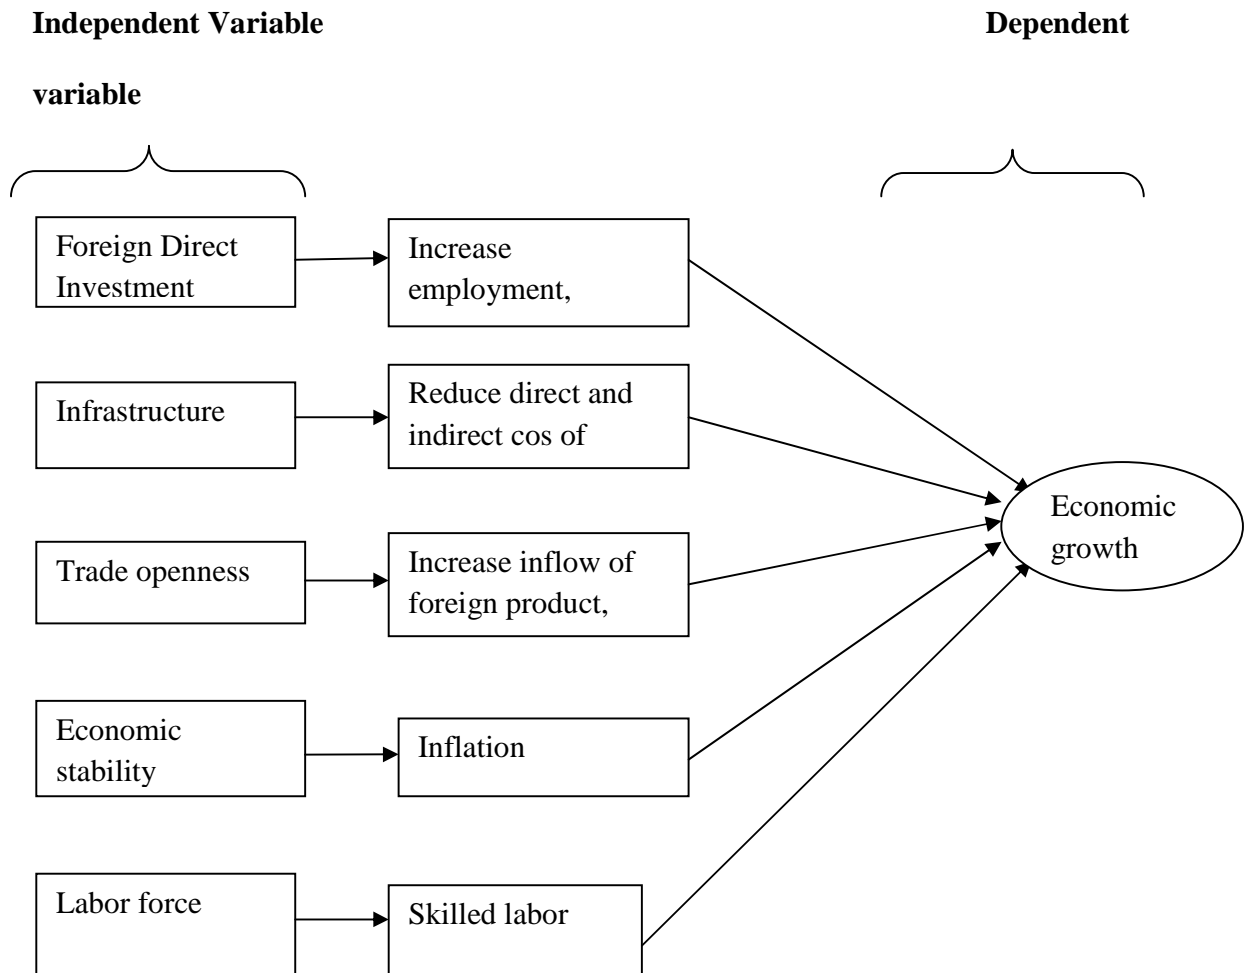 Independent Variable Dependent
variable
Foreign Direct
Investment
Increase
employment,
Infrastructure
Reduce direct and
indirect cos of
Trade openness
Increase inflow of
foreign product,
Economic
stability
Inflation
Labor force
Skilled labor
Economic
growth